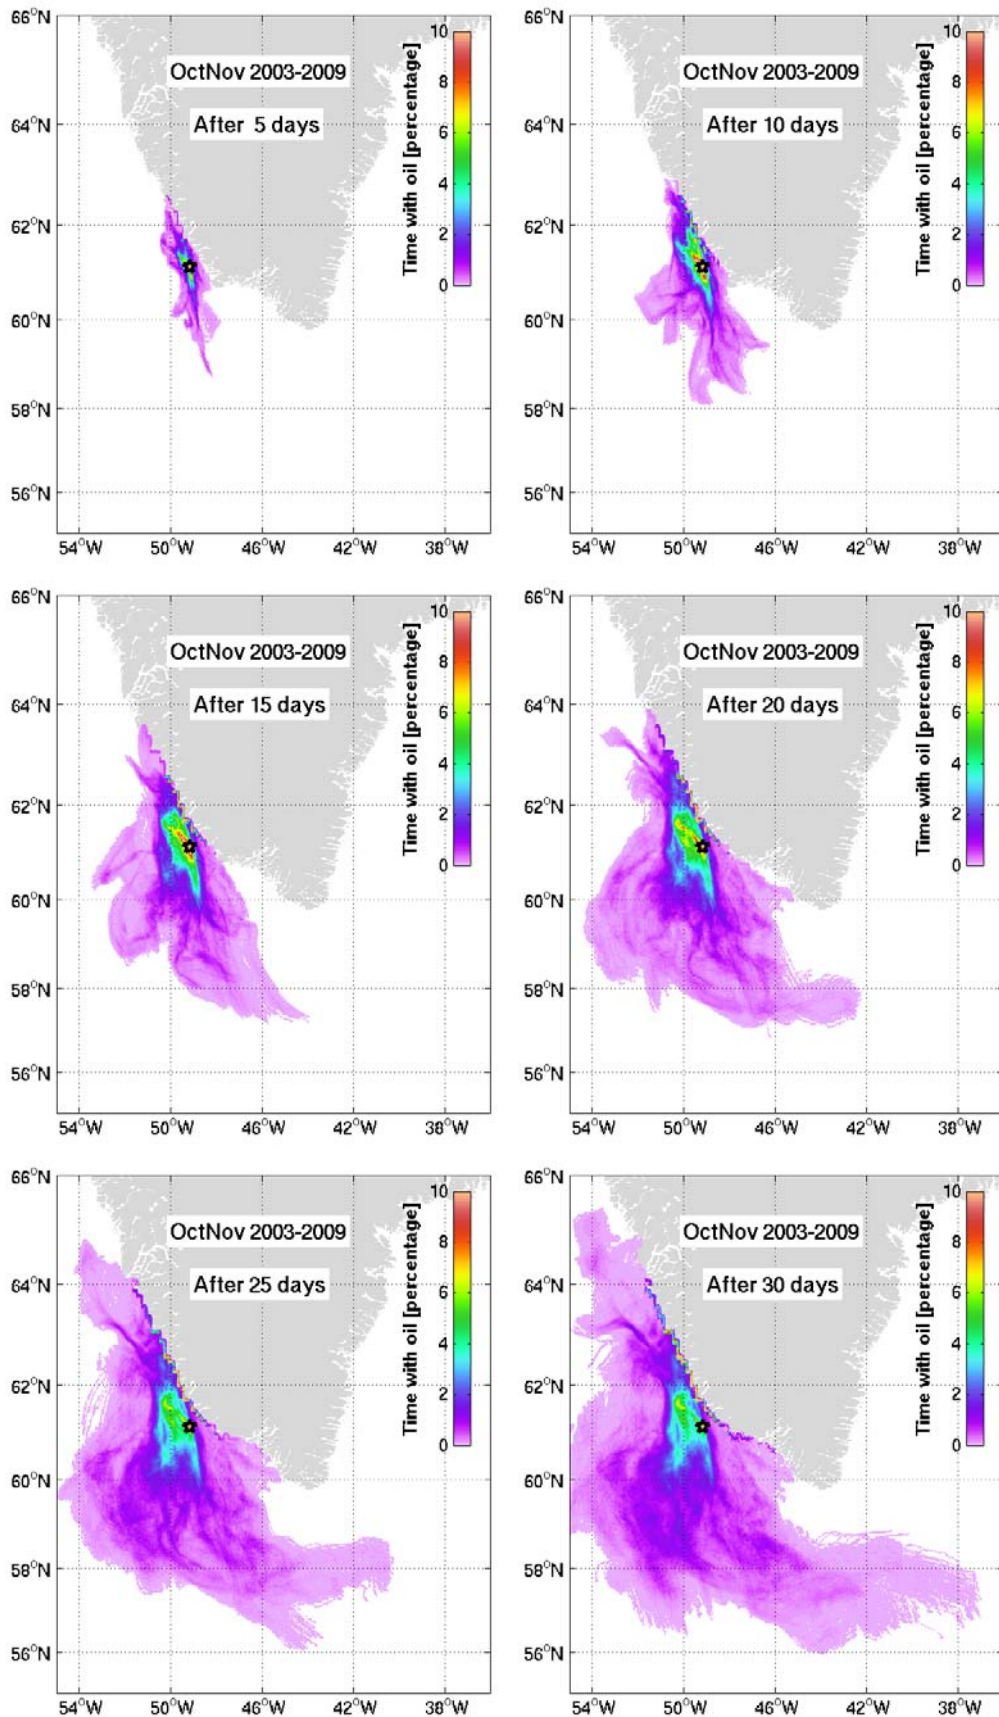 66°N
64°N
62°N
60°N
58°N
56°N
54°W 50°W 46°W 42°W 38°W
OctNov 2003-2009
After 5 days
Time with oil [percentage]
10
8
6
4
2
0
66°N
64°N
62°N
60°N
58°N
56°N
54°W 50°W 46°W 42°W 38°W
OctNov 2003-2009
After 10 days
Time with oil [percentage]
10
8
6
4
2
0
66°N
64°N
62°N
60°N
58°N
56°N
54°W 50°W 46°W 42°W 38°W
OctNov 2003-2009
After 15 days
Time with oil [percentage]
10
8
6
4
2
0
66°N
64°N
62°N
60°N
58°N
56°N
54°W 50°W 46°W 42°W 38°W
OctNov 2003-2009
After 20 days
Time with oil [percentage]
10
8
6
4
2
0
66°N
64°N
62°N
60°N
58°N
56°N
54°W 50°W 46°W 42°W 38°W
OctNov 2003-2009
After 25 days
Time with oil [percentage]
10
8
6
4
2
0
66°N
64°N
62°N
60°N
58°N
56°N
54°W 50°W 46°W 42°W 38°W
OctNov 2003-2009
After 30 days
Time with oil [percentage]
10
8
6
4
2
0